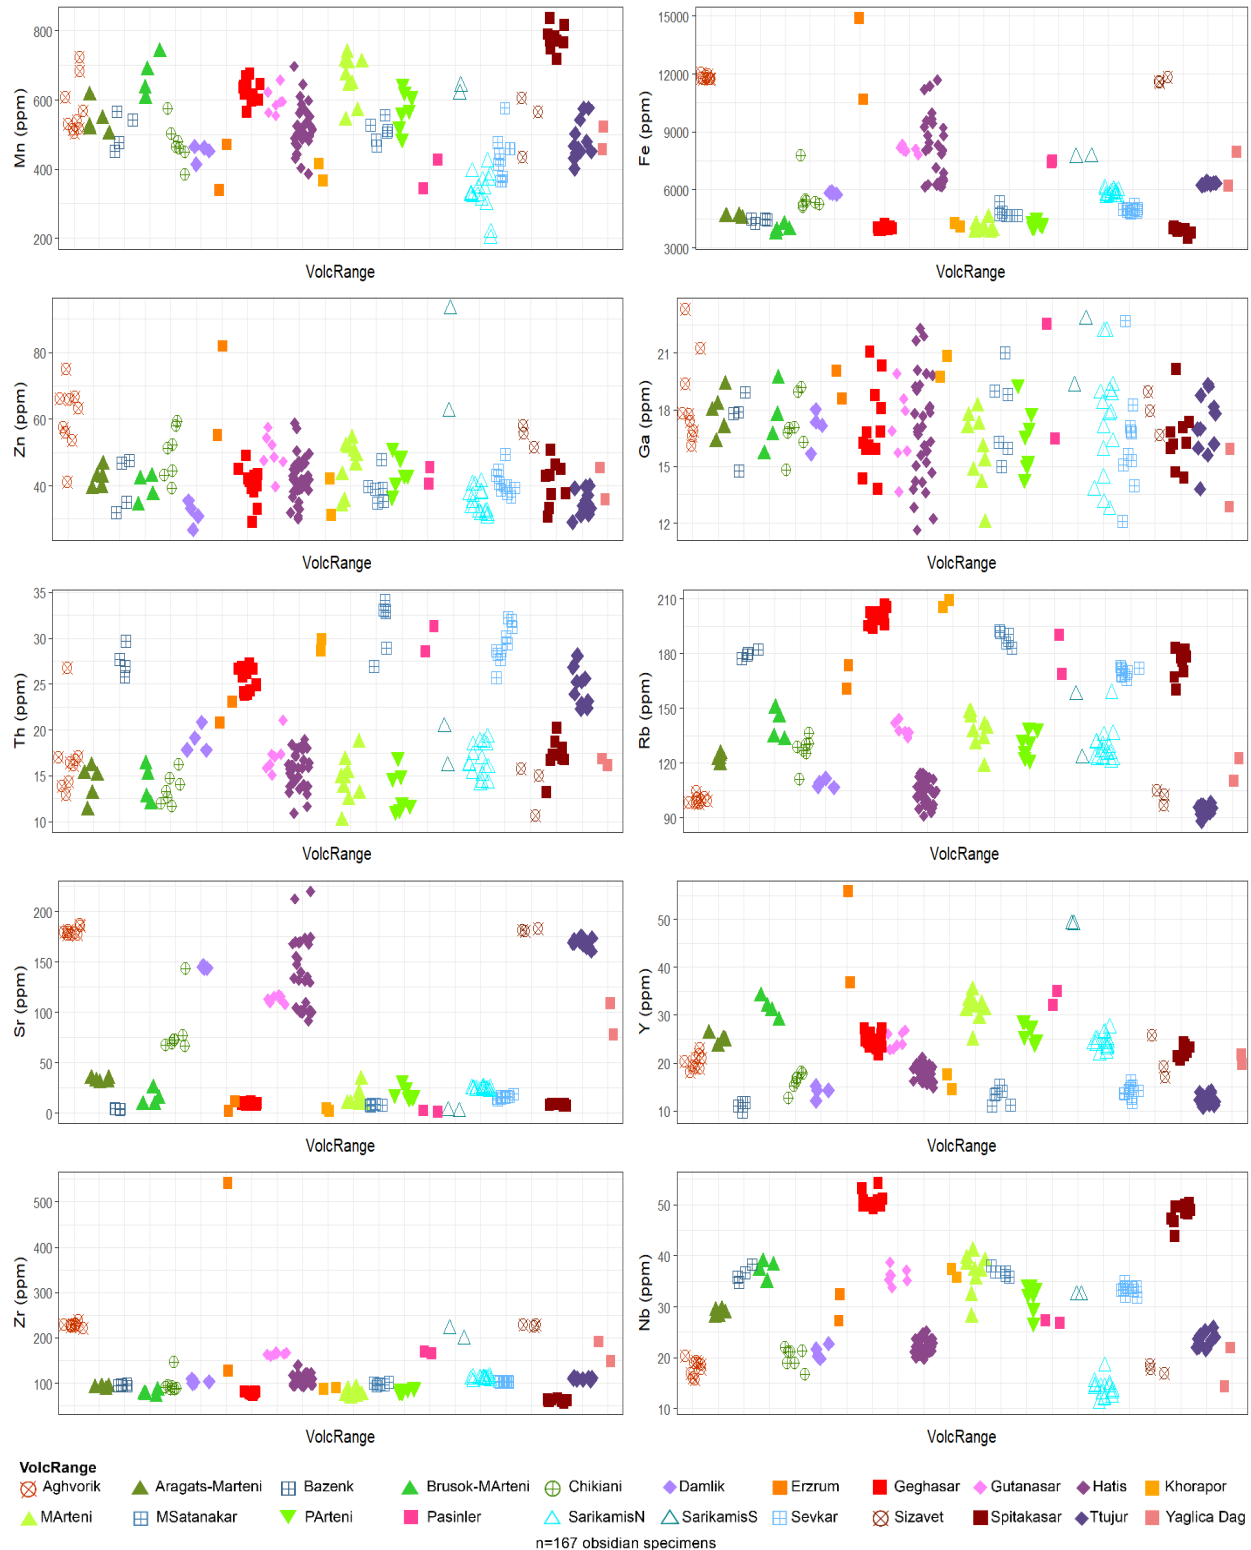 Mn (ppm)
800
600
400
200
VolcRange
Fe (ppm)
15000
12000
9000
6000
3000
VolcRange
Zn (ppm)
80
60
40
VolcRange
Ga (ppm)
21
18
15
12
VolcRange
Th (ppm)
35
30
25
20
15
10
VolcRange
Rb (ppm)
210
180
150
120
90
VolcRange
Sr (ppm)
200
150
100
50
0
VolcRange
Y (ppm)
50
40
30
20
10
VolcRange
Zr (ppm)
500
400
300
200
100
VolcRange
Nb (ppm)
50
40
30
20
10
VolcRange
VolcRange
Aghvorik Aragats-Marteni Bazenk Brusok-MArteni Chikiani Damlik Erzrum Geghasar Gutanasar Hatis Khorapor
MArteni MSatanakar PArteni Pasinler SarikamisN SarikamisS Sevkar Sizavet Spitakasar Ttujur Yaglica Dag
n=167 obsidian specimens